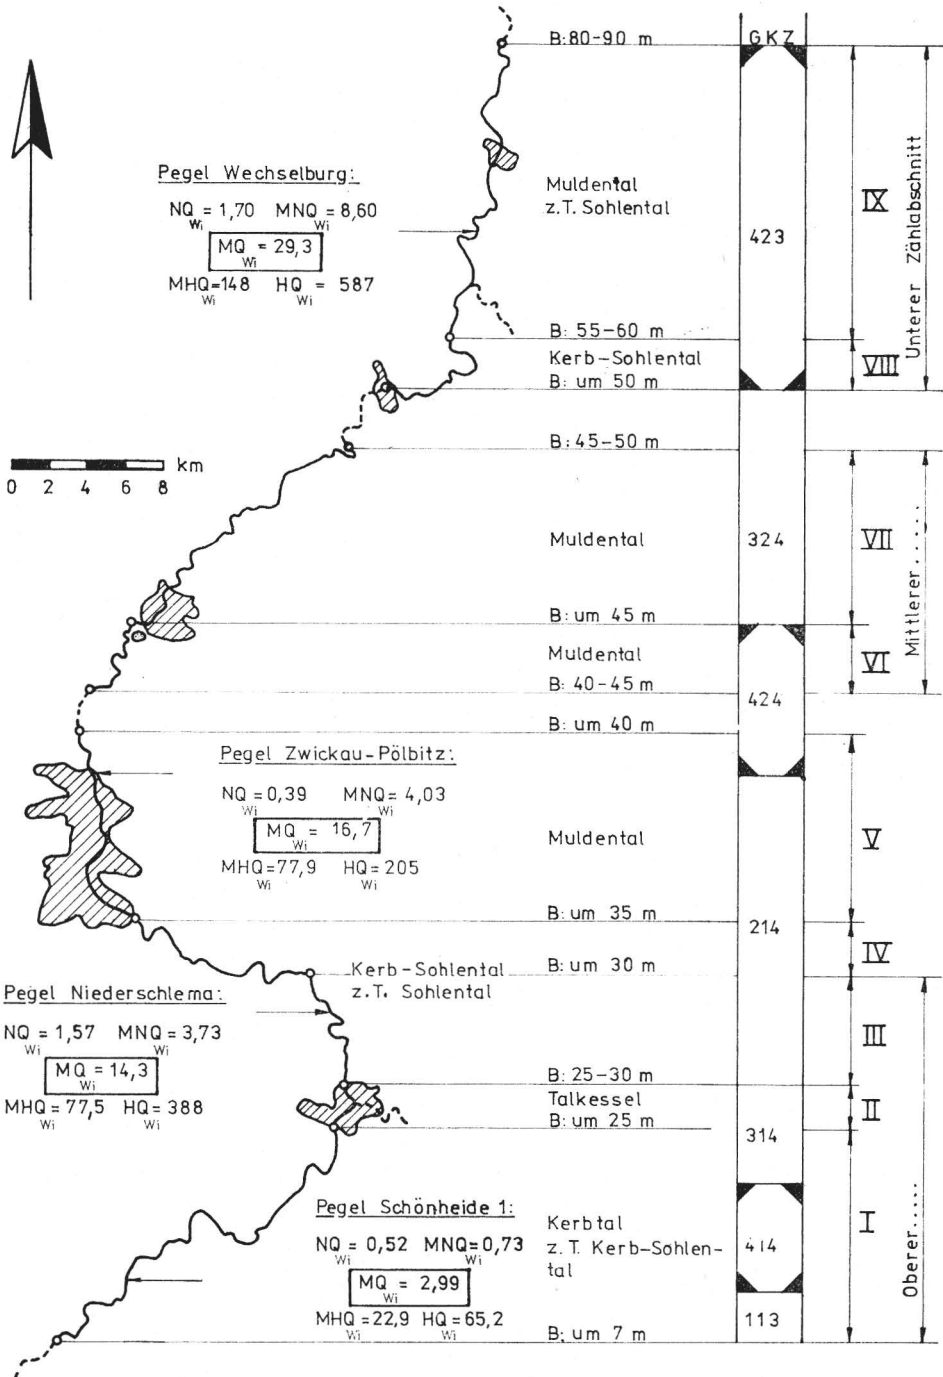 B:80-90 m
GKZ
Pegel Wechselburg:
NQ Wi = 1,70 MNQ Wi = 8,60
MQ Wi = 29,3
MHQ Wi =148 HQ Wi = 587
Muldental
z.T. Sohlental
423
IX
Unterer Zählabschnitt
B: 55-60 m
Kerb-Sohlental
B: um 50 m
VIII
B: 45-50 m
km
0 2 4 6 8
Muldental
324
VII
Mittlerer.....
B: um 45 m
Muldental
B: 40-45 m
VI
424
B: um 40 m
Pegel Zwickau-Pölbitz:
NQ Wi =0,39 MNQ Wi = 4,03
MQ Wi = 16,7
MHQ Wi =77,9 HQ Wi =205
Muldental
V
B: um 35 m
214
IV
Kerb-Sohlental
z.T. Sohlental
B: um 30 m
Pegel Niederschlema:
NQ Wi = 1,57 MNQ Wi = 3,73
MQ Wi = 14,3
MHQ Wi = 77,5 HQ Wi = 388
III
B: 25-30 m
Talkessel
B: um 25 m
II
314
Pegel Schönheide 1:
NQ Wi = 0,52 MNQ Wi =0,73
MQ Wi = 2,99
MHQ Wi =22,9 HQ Wi =65,2
Kerbtal
z. T. Kerb-Sohlen-
tal
414
I
Oberer.....
113
B: um 7 m